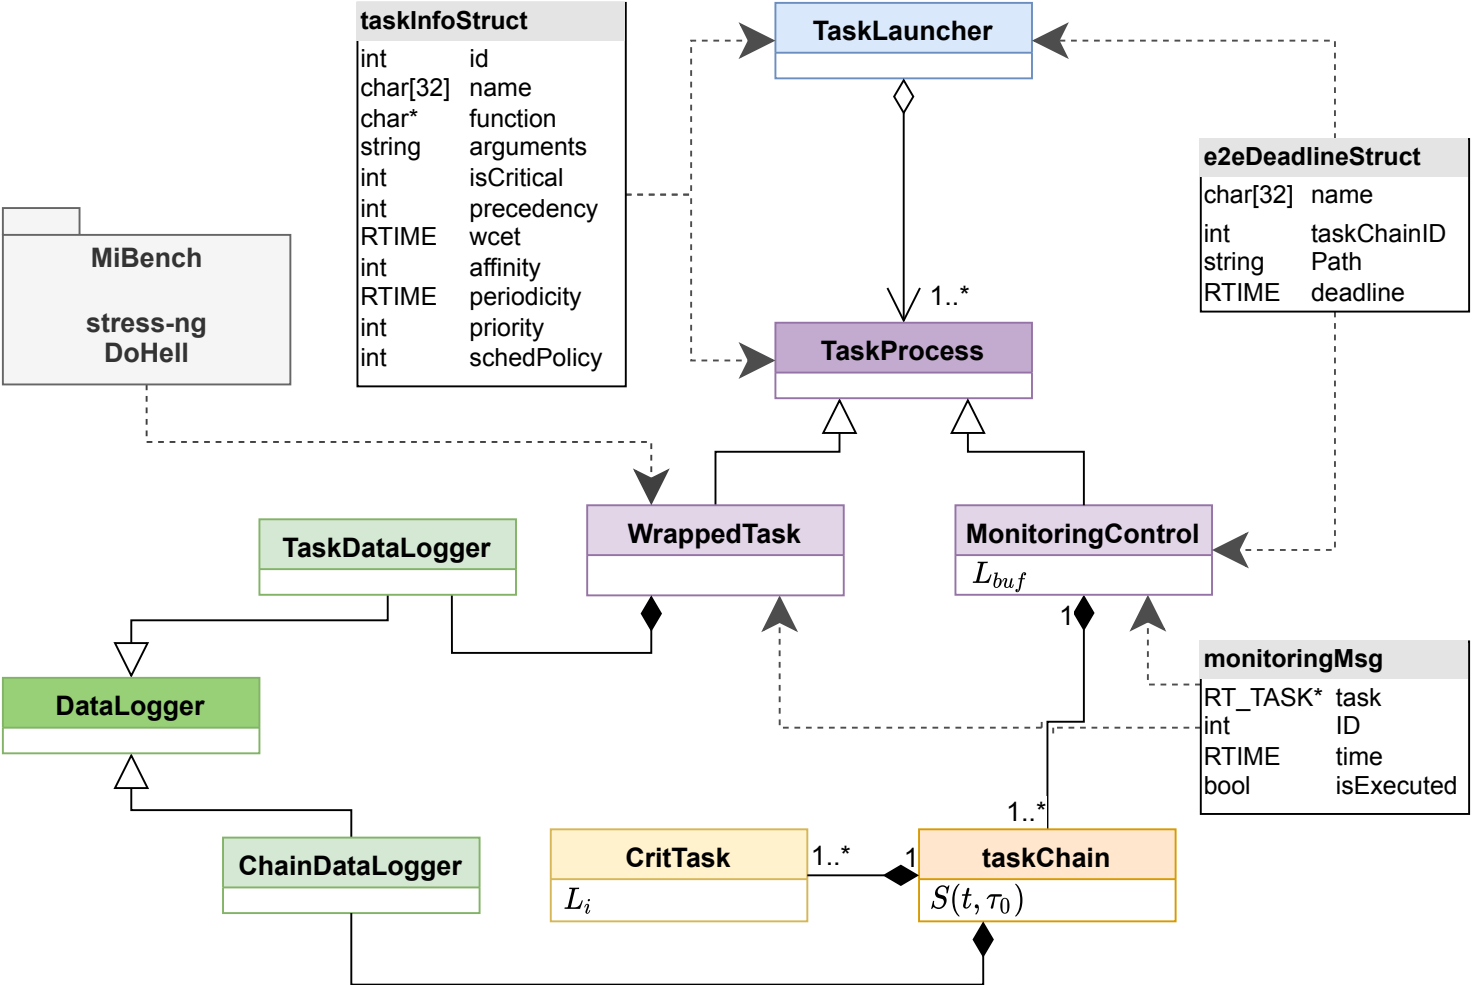 taskInfoStruct
int id
char[32] name
char* function
string arguments
int isCritical
int precedency
RTIME wcet
int affinity
RTIME periodicity
int priority
int schedPolicy
TaskLauncher
1..*
e2eDeadlineStruct
char[32] name
int taskChainID
string Path
RTIME deadline
MiBench
stress-ng
DoHell
TaskProcess
TaskDataLogger
WrappedTask
MonitoringControl
L_{buf}
1
DataLogger
monitoringMsg
RT_TASK* task
int ID
RTIME time
bool isExecuted
1..*
ChainDataLogger
CritTask
L_i
1..*
1
taskChain
S(t, τ_0)